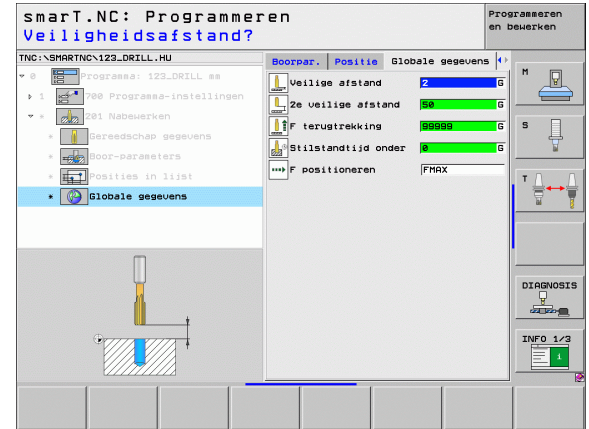 smarT.NC: Programmeren
Veiligheidsafstand?
Programmeren
en bewerken
TNC:\SMARTNC\123_DRILL.HU
0 Programma: 123_DRILL mm
1 700 Programma-instellingen
* 201 Nabewerken
* Gereedschap gegevens
* Boor-parameters
* Posities in lijst
* Globale gegevens
Boorpar. Positie Globale gegevens
Veilige afstand 2 G
2e veilige afstand 50 G
F terugtrekking 99999 G
Stilstandtijd onder 0 G
F positioneren FMAX
M
S
T
DIAGNOSIS
INFO 1/3
1